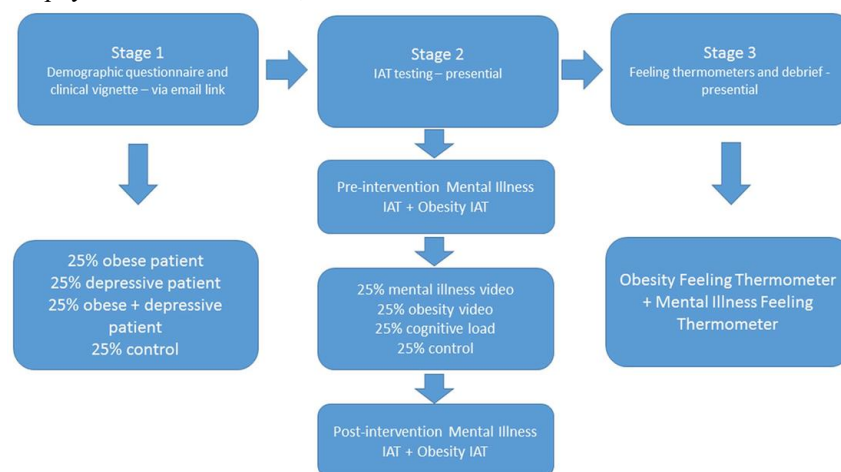 Stage 1
Demographic questionnaire and
clinical vignette – via email link
Stage 2
IAT testing – presential
Stage 3
Feeling thermometers and debrief -
presential
25% obese patient
25% depressive patient
25% obese + depressive
patient
25% control
Pre-intervention Mental Illness
IAT + Obesity IAT
25% mental illness video
25% obesity video
25% cognitive load
25% control
Post-intervention Mental Illness
IAT + Obesity IAT
Obesity Feeling Thermometer
+ Mental Illness Feeling
Thermometer